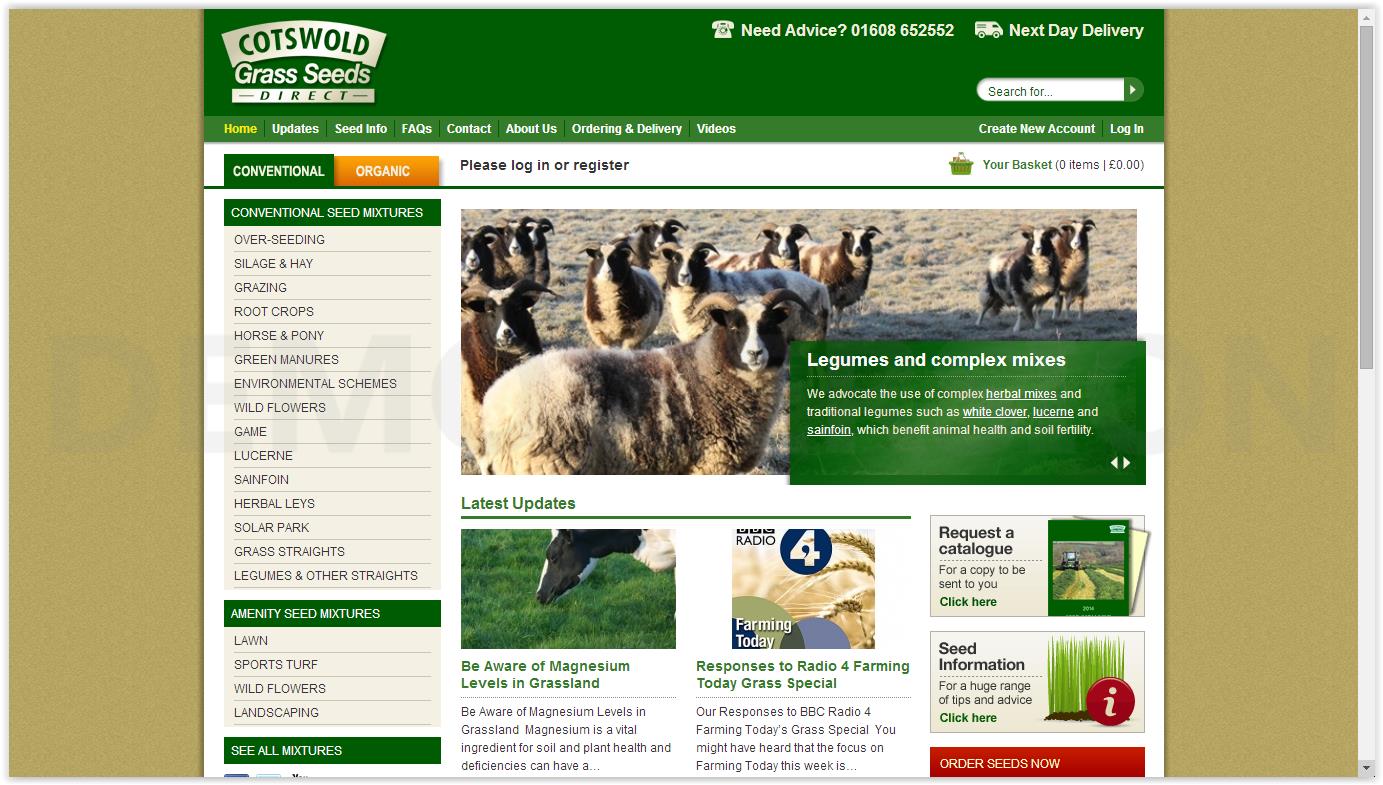 COTSWOLD
Grass Seeds
DIRECT
Need Advice? 01608 652552
Next Day Delivery
Search for...
Home
Updates
Seed Info
FAQs
Contact
About Us
Ordering & Delivery
Videos
Create New Account
Log In
CONVENTIONAL
ORGANIC
Please log in or register
Your Basket (0 items | £0.00)
CONVENTIONAL SEED MIXTURES
OVER-SEEDING
SILAGE & HAY
GRAZING
ROOT CROPS
HORSE & PONY
GREEN MANURES
ENVIRONMENTAL SCHEMES
WILD FLOWERS
GAME
LUCERNE
SAINFOIN
HERBAL LEYS
SOLAR PARK
GRASS STRAIGHTS
LEGUMES & OTHER STRAIGHTS
AMENITY SEED MIXTURES
LAWN
SPORTS TURF
WILD FLOWERS
LANDSCAPING
SEE ALL MIXTURES
Legumes and complex mixes
We advocate the use of complex herbal mixes and
traditional legumes such as white clover, lucerne and
sainfoin, which benefit animal health and soil fertility.
Latest Updates
BBC
RADIO
4
Farming
Today
Be Aware of Magnesium
Levels in Grassland
Be Aware of Magnesium Levels in
Grassland Magnesium is a vital
ingredient for soil and plant health and
deficiencies can have a...
Responses to Radio 4 Farming
Today Grass Special
Our Responses to BBC Radio 4
Farming Today's Grass Special You
might have heard that the focus on
Farming Today this week is...
Request a
catalogue
For a copy to be
sent to you
Click here
COTSWOLD
2014
Seed
Information
For a huge range
of tips and advice
Click here
i
ORDER SEEDS NOW